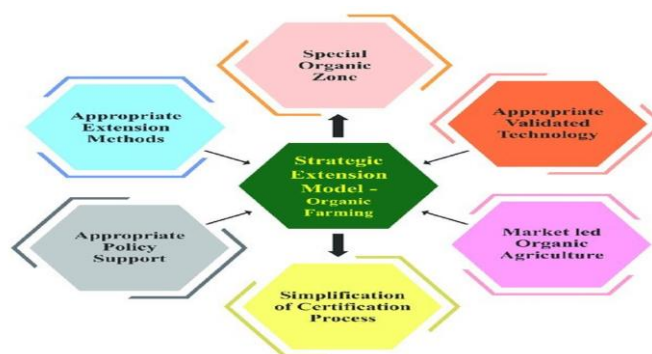 Special
Organic
Zone
Appropriate
Extension
Methods
Appropriate
Validated
Technology
Strategic
Extension
Model -
Organic
Farming
Appropriate
Policy
Support
Market led
Organic
Agriculture
Simplification
of Certification
Process